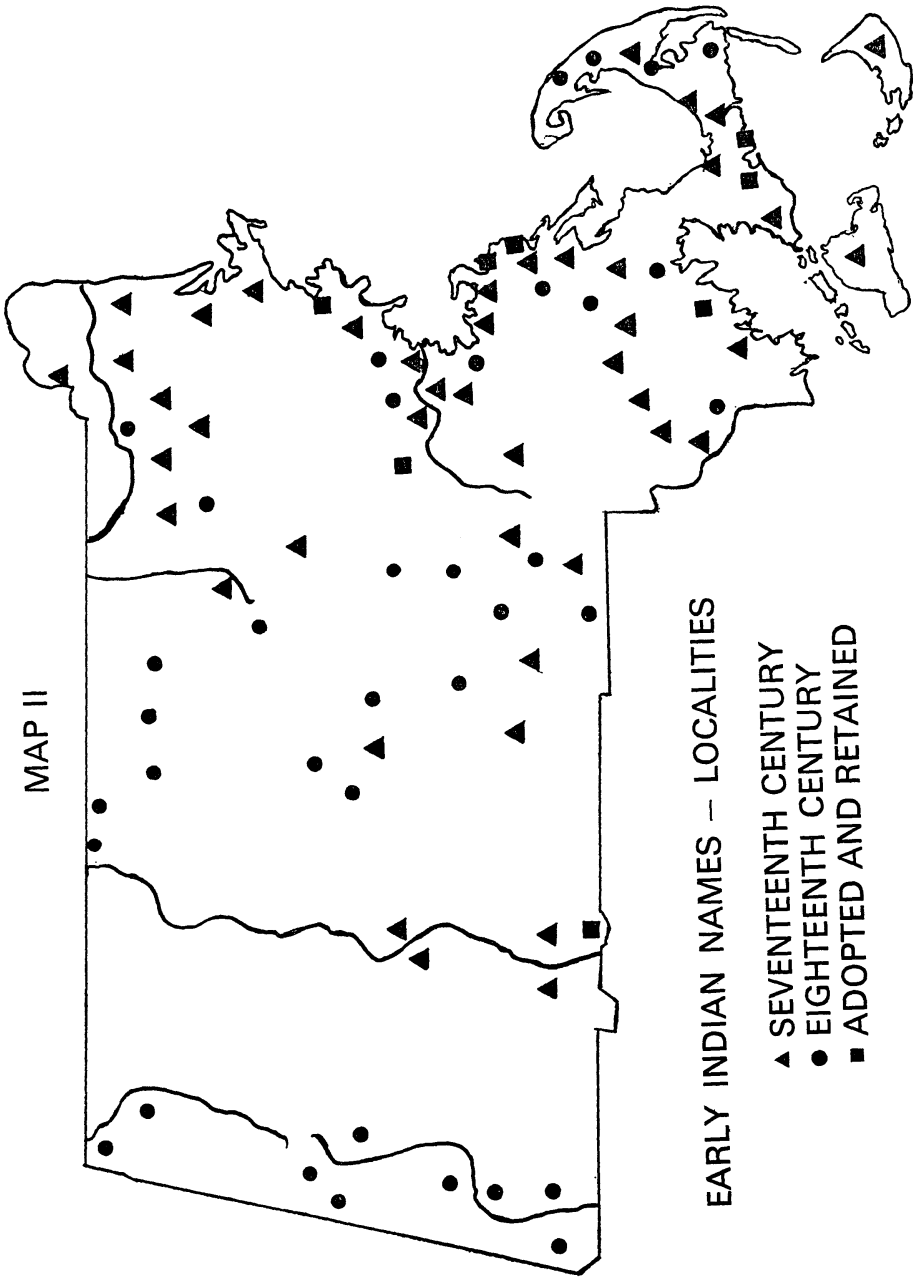 MAP II
EARLY INDIAN NAMES – LOCALITIES
SEVENTEENTH CENTURY
EIGHTEENTH CENTURY
ADOPTED AND RETAINED